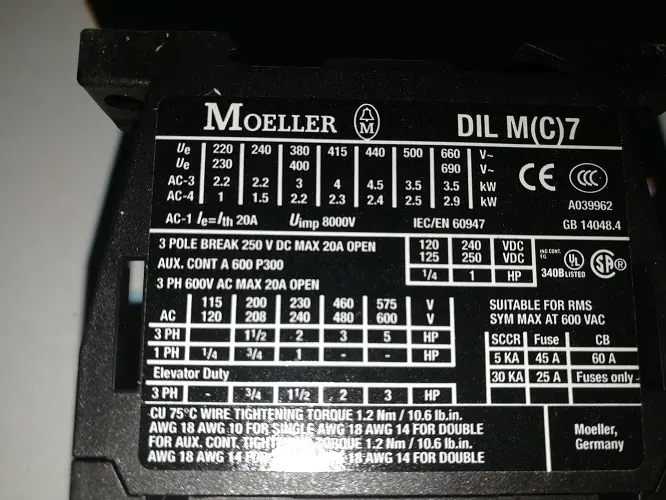 MOELLER M DIL M(C)7
Ue 220 240 380 415 440 500 660 V~
Ue 230 400 690 V~
AC-3 2.2 2.2 3 4 4.5 3.5 3.5 kW
AC-4 1 1.5 2.2 2.3 2.4 2.5 2.9 kW
CE CCC
A039962
AC-1 Ie=Ith 20A Uimp 8000V IEC/EN 60947 GB 14048.4
3 POLE BREAK 250 V DC MAX 20A OPEN
AUX. CONT A 600 P300
3 PH 600V AC MAX 20A OPEN
120 240 VDC
125 250 VDC
1/4 1 HP
IND.CONT. EQ.
340B UL LISTED SA
115 200 230 460 575 V
AC 120 208 240 480 600 V
3 PH 1 1/2 2 3 5 HP
1 PH 1/4 3/4 1 - - HP
Elevator Duty
3 PH - 3/4 1 1/2 2 3 HP
SUITABLE FOR RMS
SYM MAX AT 600 VAC
SCCR Fuse CB
5 KA 45 A 60 A
30 KA 25 A Fuses only
CU 75°C WIRE TIGHTENING TORQUE 1.2 Nm / 10.6 lb.in.
AWG 18 AWG 10 FOR SINGLE AWG 18 AWG 14 FOR DOUBLE
FOR AUX. CONT. TIGHTENING TORQUE 1.2 Nm / 10.6 lb.in.
AWG 18 AWG 14 AWG 18 AWG 14 FOR DOUBLE
Moeller,
Germany